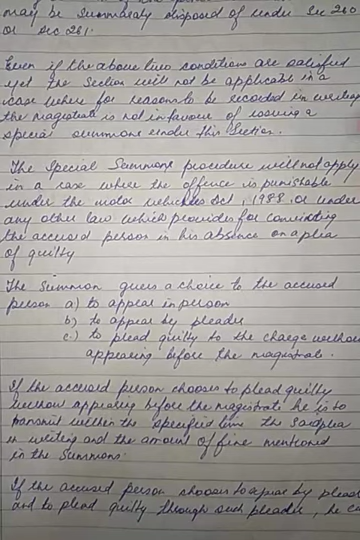 may be summarily disposed of under Sec 260
or Sec 261.
Even if the above two conditions are satisfied
yet the Section will not be applicable in a
case where for reasons to be recorded in writing
the magistrate is not in favour of issuing a
special summons under this Section.
The Special Summons procedure will not apply
in a case where the offence is punishable
under the motor vehicles Act, 1988 or under
any other law which provides for convicting
the accused person in his absence on a plea
of guilty
The Summon gives a choice to the accused
person a) to appear in person
b) to appear by pleader
c) to plead guilty to the charge without
appearing before the magistrate.
If the accused person chooses to plead guilty
without appearing before the magistrate he is to
transmit within the specified time the said plea
in writing and the amount of fine mentioned
in the Summons.
If the accused person chooses to appear by pleader
and to plead guilty through such pleader, he